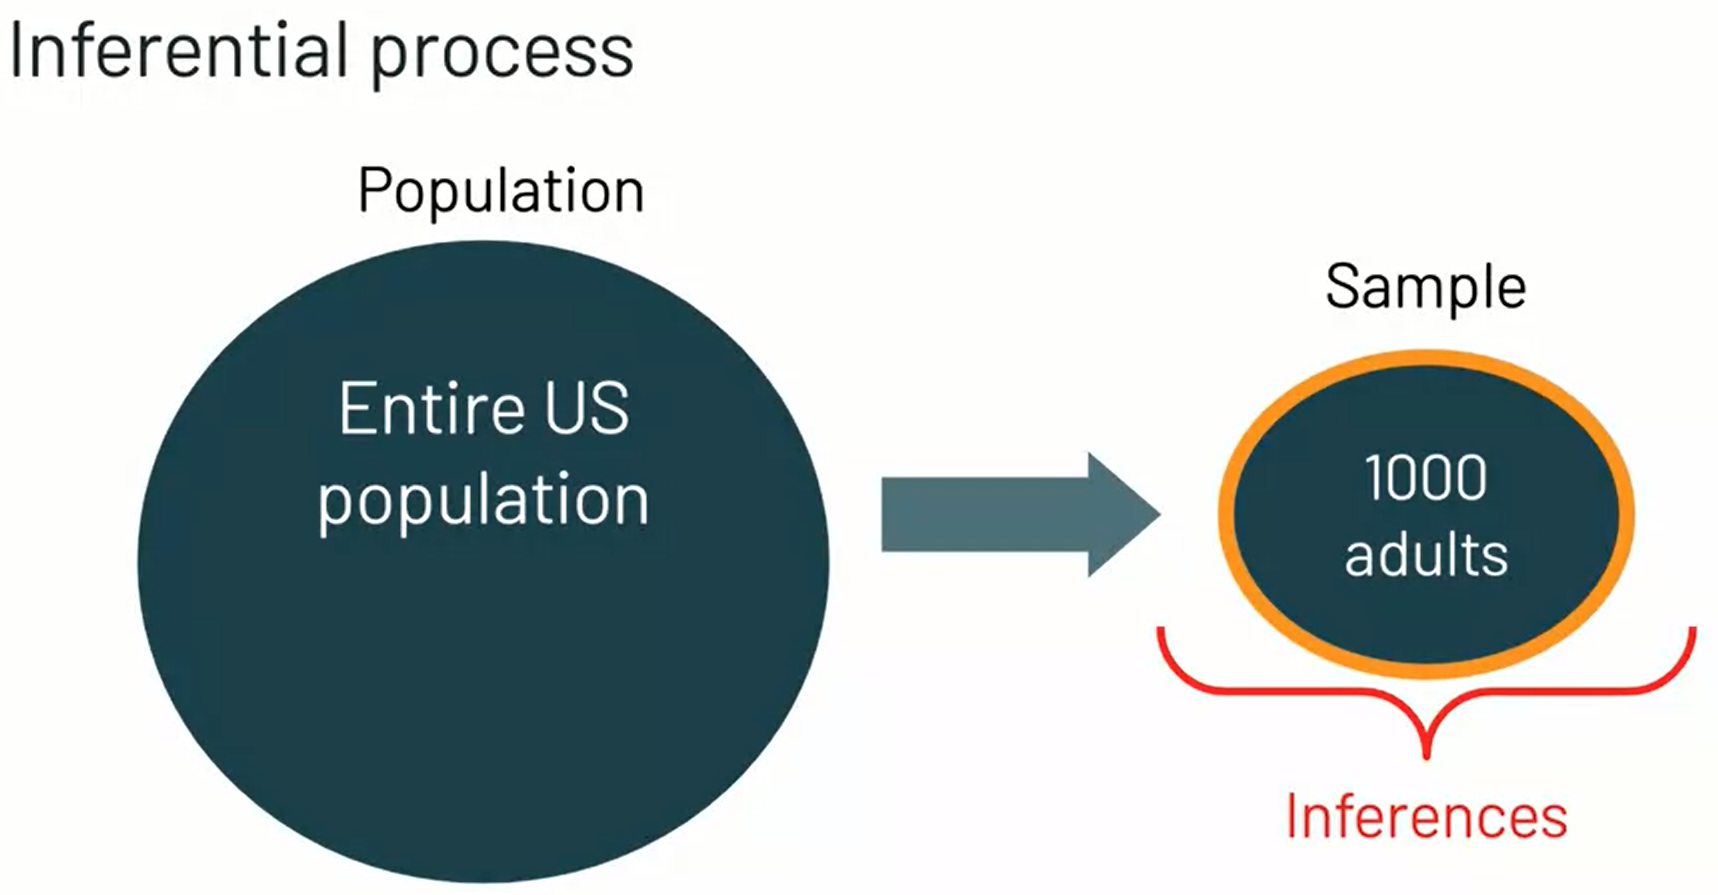 Inferential process
Population
Entire US
population
Sample
1000
adults
Inferences